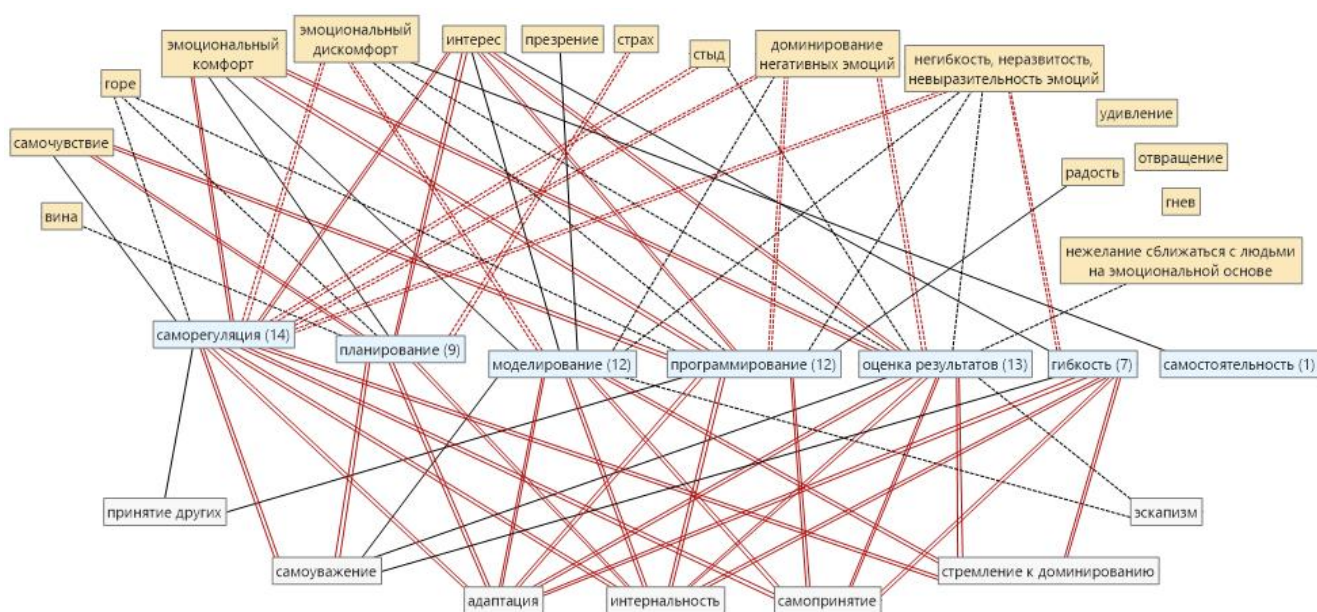 эмоциональный
комфорт
эмоциональный
дискомфорт
интерес
презрение
страх
стыд
доминирование
негативных эмоций
негибкость, неразвитость,
невыразительность эмоций
горе
удивление
самочувствие
отвращение
радость
гнев
вина
нежелание сближаться с людьми
на эмоциональной основе
саморегуляция (14)
планирование (9)
моделирование (12)
программирование (12)
оценка результатов (13)
гибкость (7)
самостоятельность (1)
принятие других
эскапизм
самоуважение
стремление к доминированию
адаптация
интернальность
самопринятие